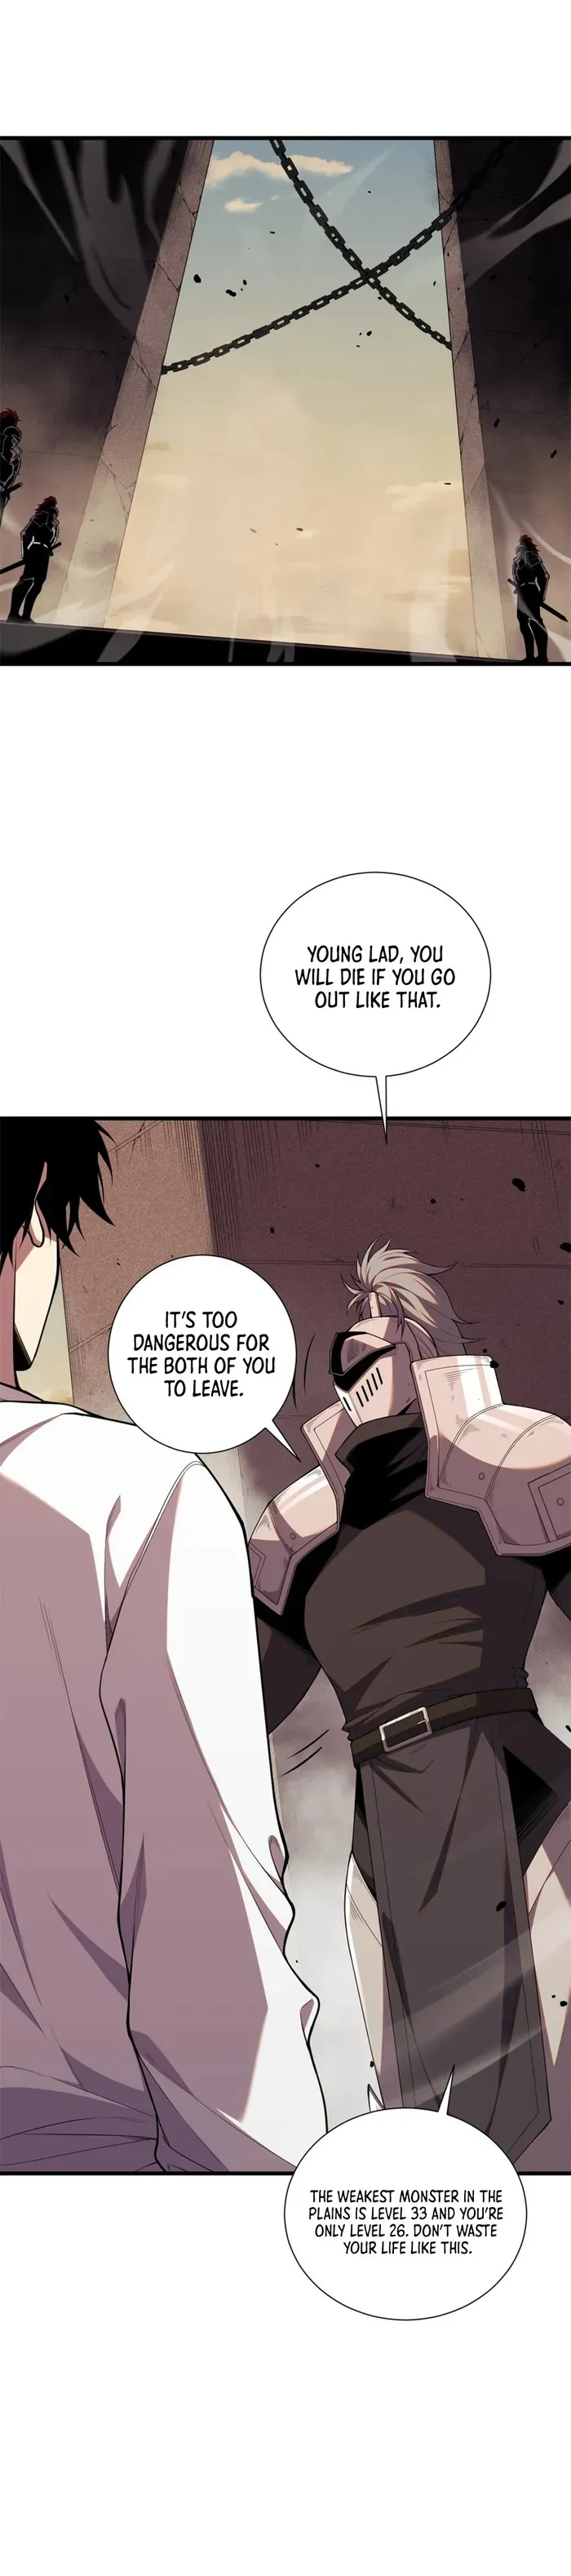 YOUNG LAD, YOU
WILL DIE IF YOU GO
OUT LIKE THAT.
IT'S TOO
DANGEROUS FOR
THE BOTH OF YOU
TO LEAVE.
THE WEAKEST MONSTER IN THE
PLAINS IS LEVEL 33 AND YOU'RE
ONLY LEVEL 26. DON'T WASTE
YOUR LIFE LIKE THIS.